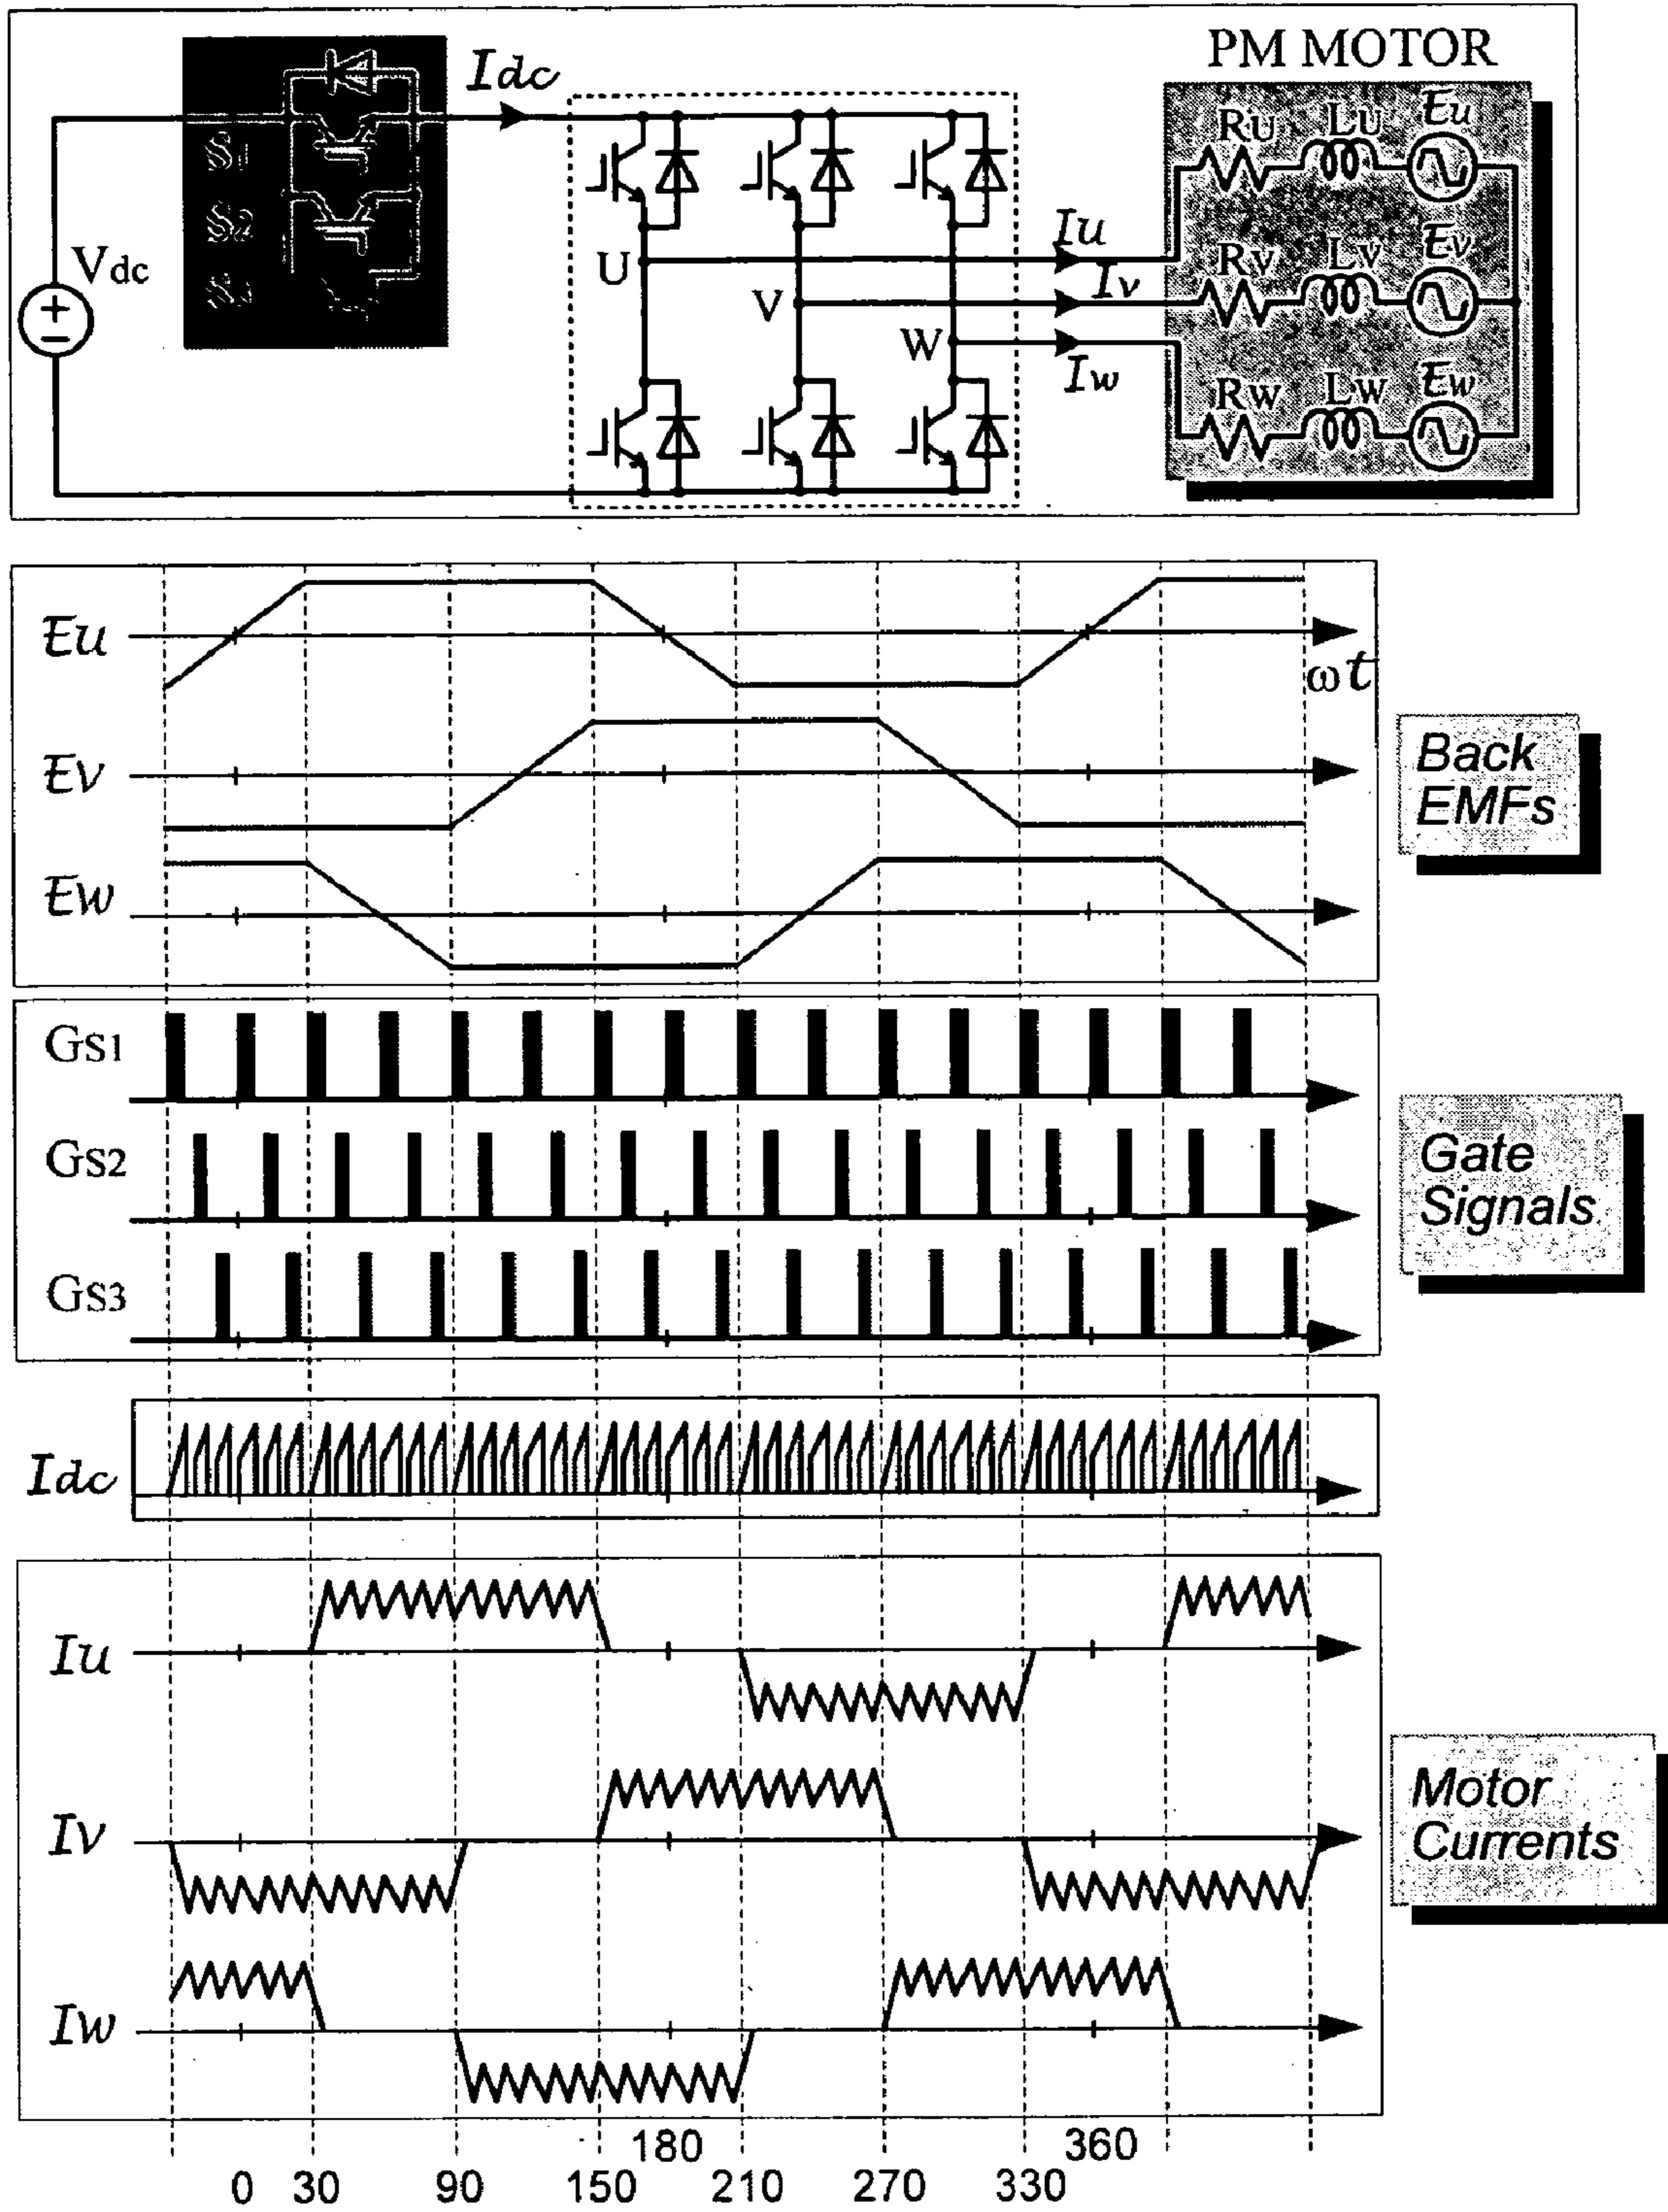 PM MOTOR
Idc
S1
S2
Vdc
U
V
W
Iu
Iv
Iw
RU LU Eu
RV LV Ev
RW LW Ew
Eu
ωt
Ev
Ew
Back
EMFs
GS1
GS2
GS3
Gate
Signals
Idc
Iu
Iv
Iw
Motor
Currents
180 360
0 30 90 150 210 270 330